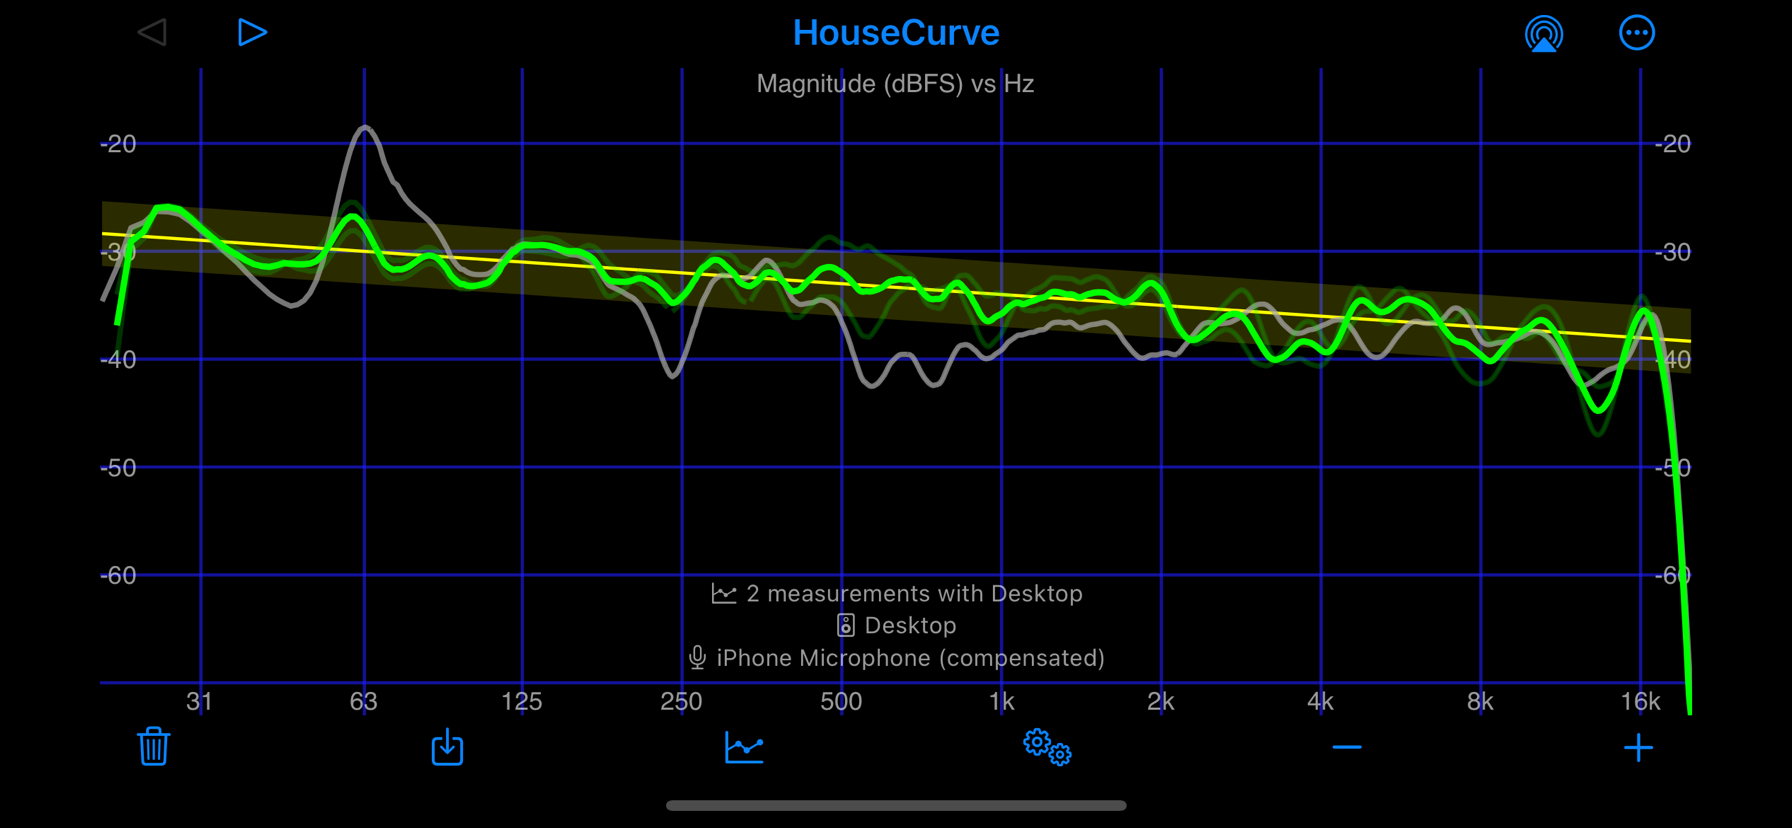 HouseCurve
Magnitude (dBFS) vs Hz
-20 -20
-30 -30
-40 -40
-50 -50
-60 -60
2 measurements with Desktop
Desktop
iPhone Microphone (compensated)
31 63 125 250 500 1k 2k 4k 8k 16k